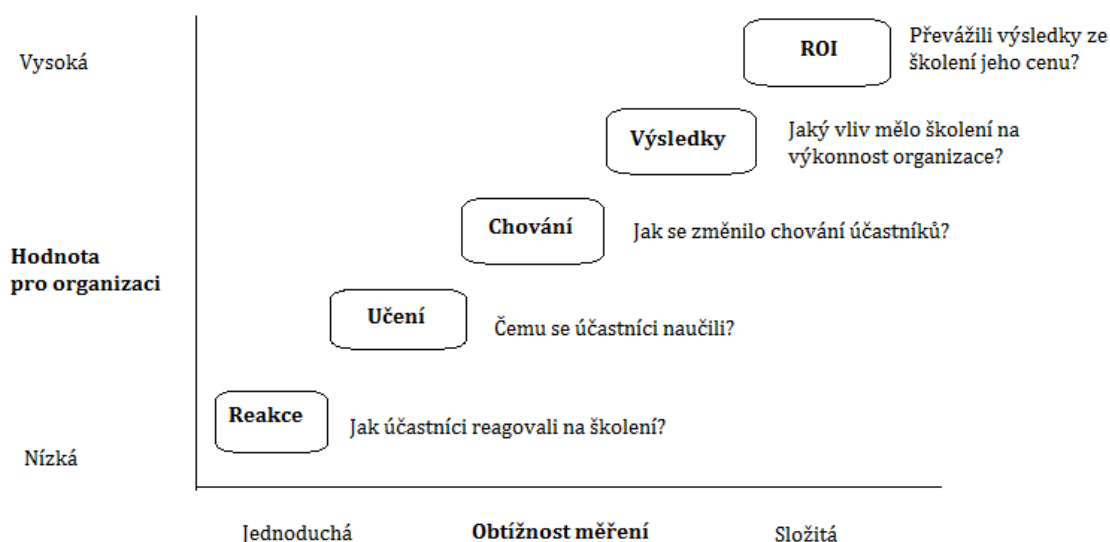 Vysoká
ROI
Převážili výsledky ze
školení jeho cenu?
Výsledky
Jaký vliv mělo školení na
výkonnost organizace?
Chování
Jak se změnilo chování účastníků?
Hodnota
pro organizaci
Učení
Čemu se účastníci naučili?
Reakce
Jak účastníci reagovali na školení?
Nízká
Jednoduchá
Obtížnost měření
Složitá